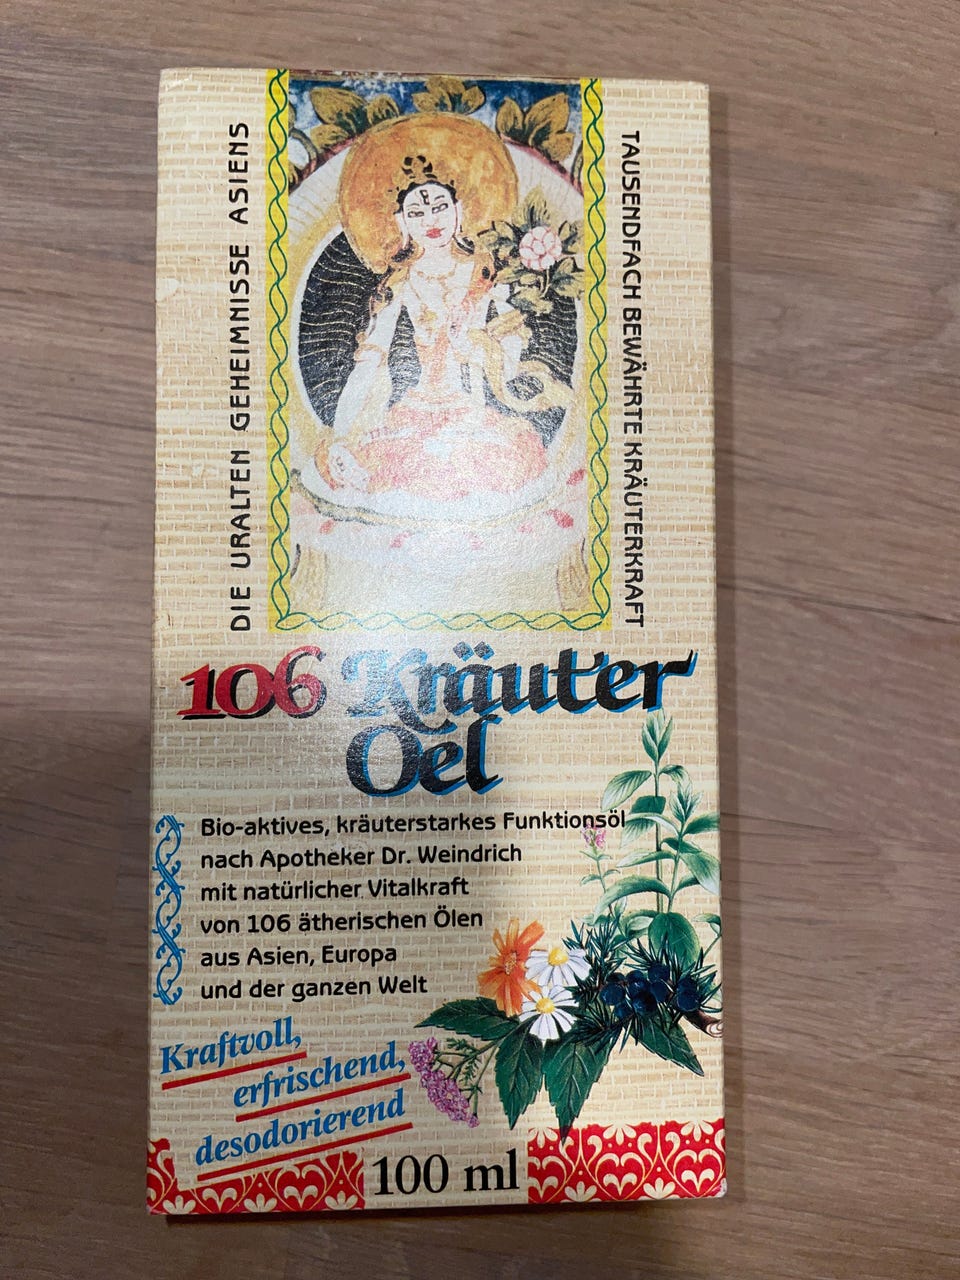 DIE URALTEN GEHEIMNISSE ASIENS
TAUSENDFACH BEWÄHRTE KRÄUTERKRAFT
106 Kräuter
Oel
Bio-aktives, kräuterstarkes Funktionsöl
nach Apotheker Dr. Weindrich
mit natürlicher Vitalkraft
von 106 ätherischen Ölen
aus Asien, Europa
und der ganzen Welt
Kraftvoll,
erfrischend,
desodorierend
100 ml